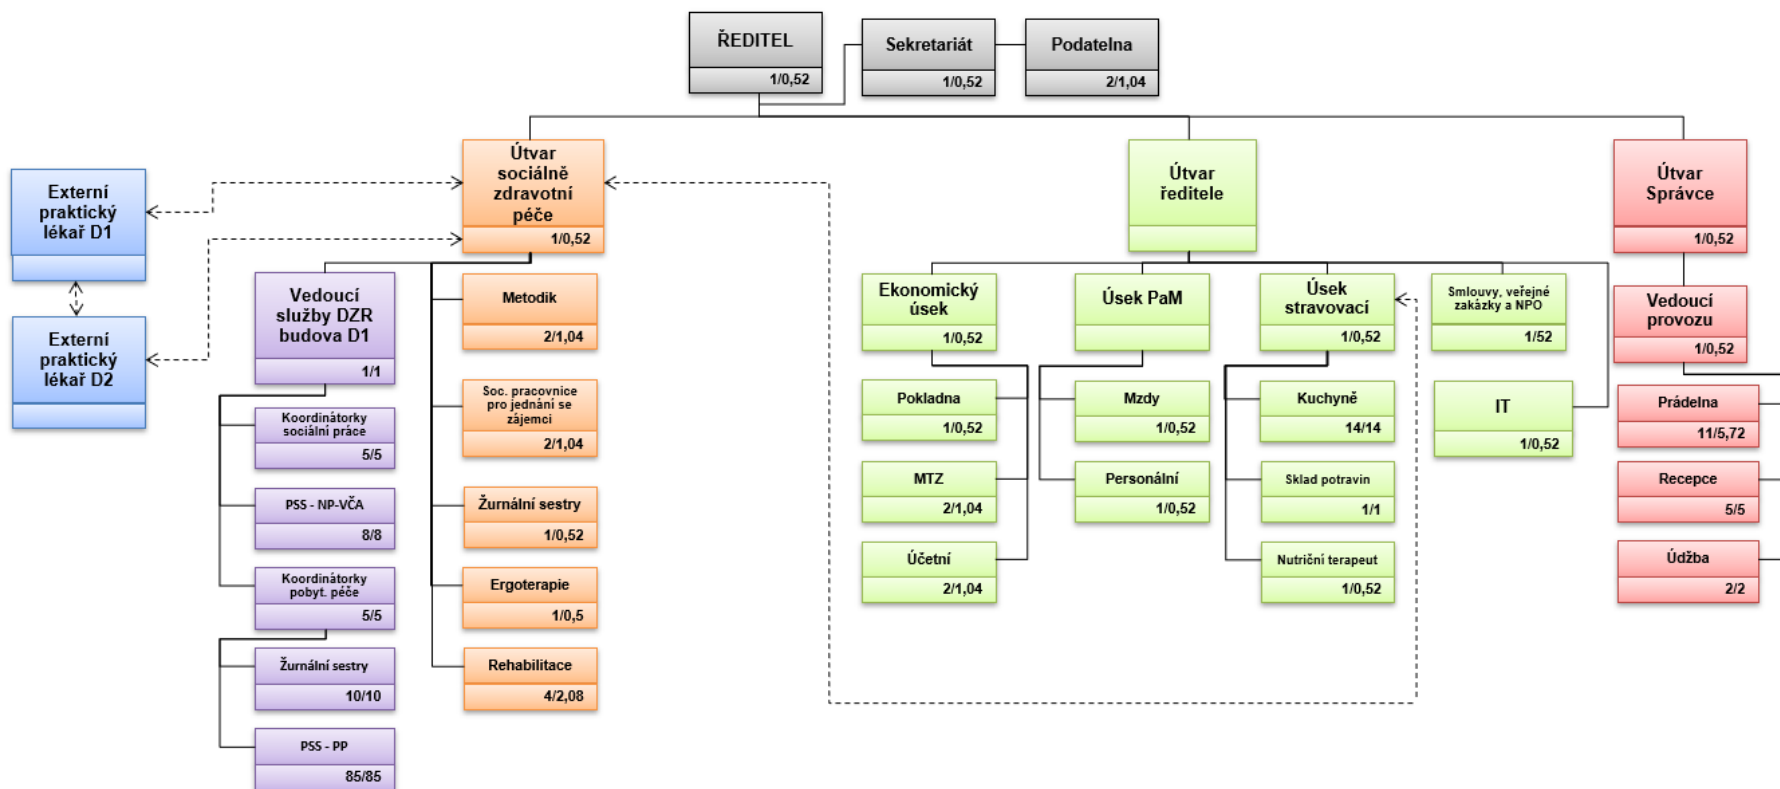 ŘEDITEL
1/0,52
Sekretariát
1/0,52
Podatelna
2/1,04
Externí
praktický
lékař D1
Externí
praktický
lékař D2
Útvar
sociálně
zdravotní
péče
1/0,52
Útvar
ředitele
Útvar
Správce
1/0,52
Vedoucí
služby DZR
budova D1
1/1
Koordinátorky
sociální práce
5/5
PSS - NP-VČA
8/8
Koordinátorky
pobyt. péče
5/5
Žurnální sestry
10/10
PSS - PP
85/85
Metodik
2/1,04
Soc. pracovnice
pro jednání se
zájemci
2/1,04
Žurnální sestry
1/0,52
Ergoterapie
1/0,5
Rehabilitace
4/2,08
Ekonomický
úsek
1/0,52
Pokladna
1/0,52
MTZ
2/1,04
Účetní
2/1,04
Úsek PaM
Mzdy
1/0,52
Personální
1/0,52
Úsek
stravovací
1/0,52
Kuchyně
14/14
Sklad potravin
1/1
Nutriční terapeut
1/0,52
Smlouvy, veřejné
zakázky a NPO
1/52
IT
1/0,52
Vedoucí
provozu
1/0,52
Prádelna
11/5,72
Recepce
5/5
Údžba
2/2